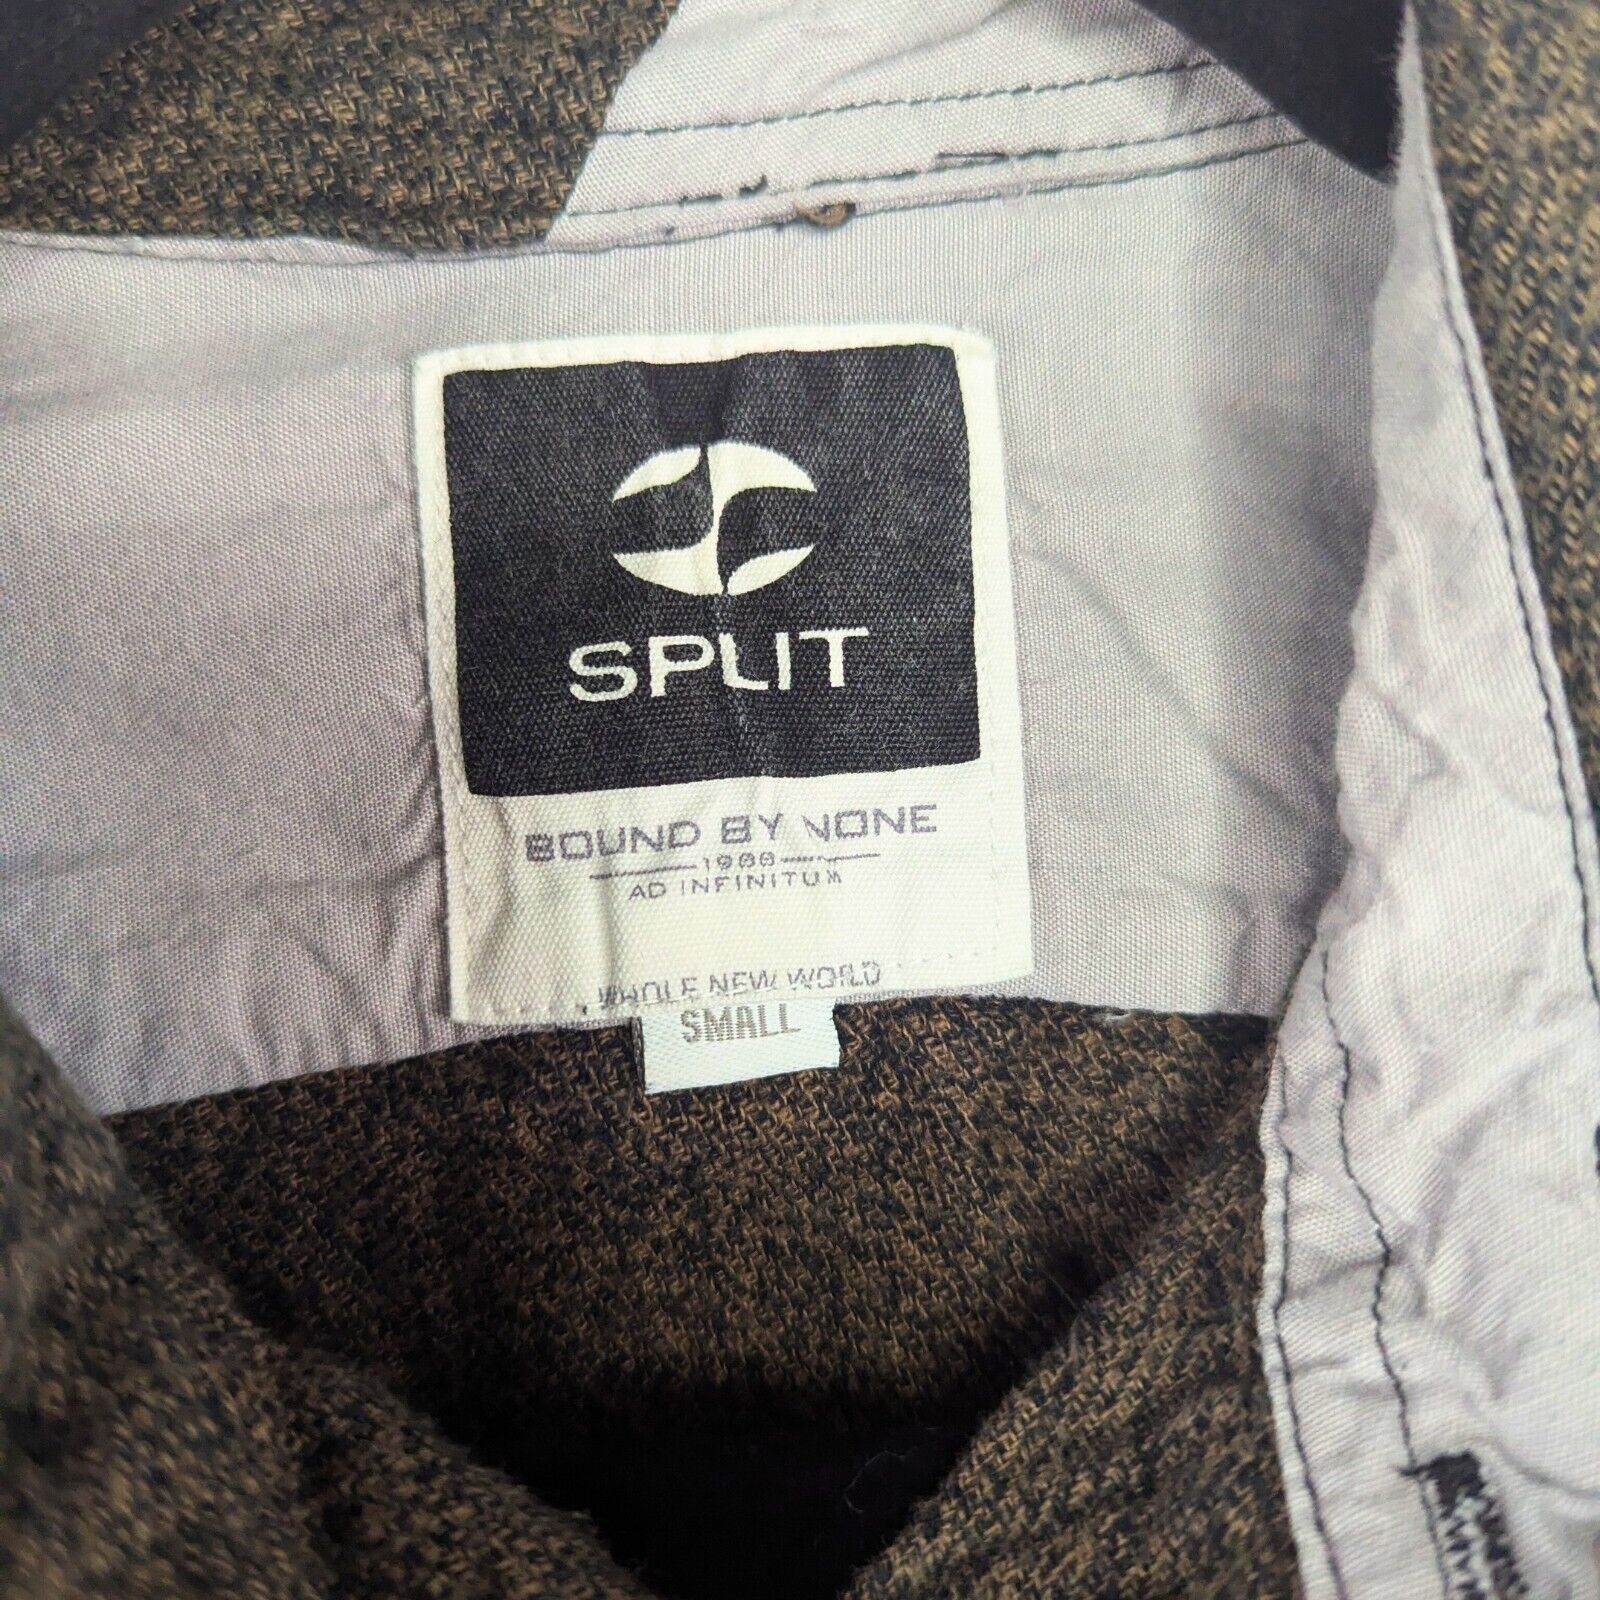 SPLIT
BOUND BY NONE
1988
AD INFINITUM
WHOLE NEW WORLD
SMALL